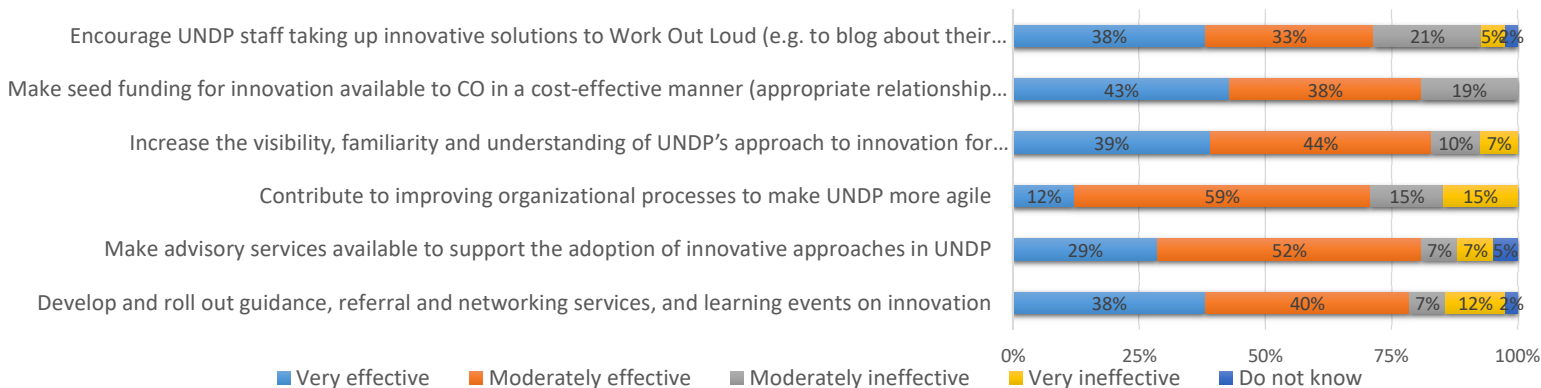 Encourage UNDP staff taking up innovative solutions to Work Out Loud (e.g. to blog about their... 38% 33% 21% 5% 2%
Make seed funding for innovation available to CO in a cost-effective manner (appropriate relationship... 43% 38% 19%
Increase the visibility, familiarity and understanding of UNDP’s approach to innovation for... 39% 44% 10% 7%
Contribute to improving organizational processes to make UNDP more agile 12% 59% 15% 15%
Make advisory services available to support the adoption of innovative approaches in UNDP 29% 52% 7% 7% 5%
Develop and roll out guidance, referral and networking services, and learning events on innovation 38% 40% 7% 12% 2%
0% 25% 50% 75% 100%
Very effective Moderately effective Moderately ineffective Very ineffective Do not know